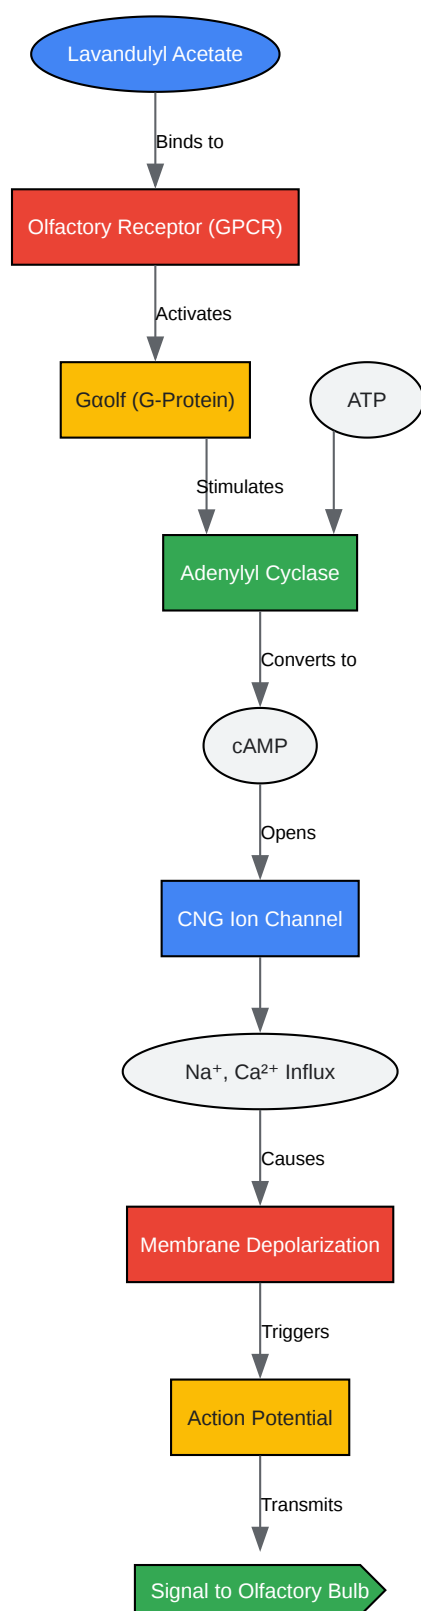 Lavandulyl Acetate
Binds to
Olfactory Receptor (GPCR)
Activates
Gαolf (G-Protein)
ATP
Stimulates
Adenylyl Cyclase
Converts to
cAMP
Opens
CNG Ion Channel
Na⁺, Ca²⁺ Influx
Causes
Membrane Depolarization
Triggers
Action Potential
Transmits
Signal to Olfactory Bulb